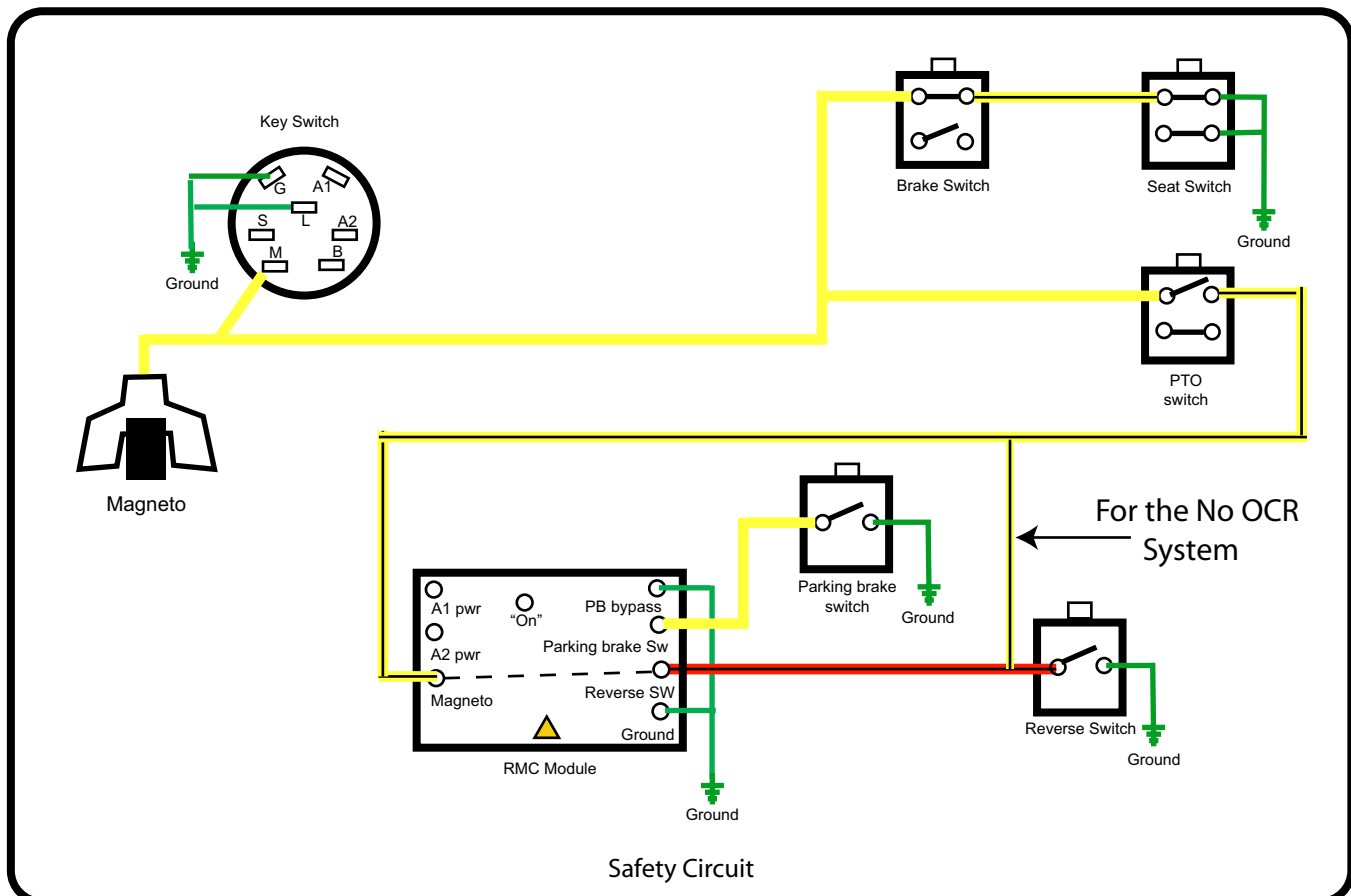 Key Switch
G
A1
L
S
A2
M
B
Ground
Magneto
Brake Switch
Seat Switch
Ground
PTO
switch
For the No OCR
System
Parking brake
switch
Ground
A1 pwr
"On"
PB bypass
A2 pwr
Parking brake Sw
Magneto
Reverse SW
Ground
RMC Module
Ground
Reverse Switch
Ground
Safety Circuit